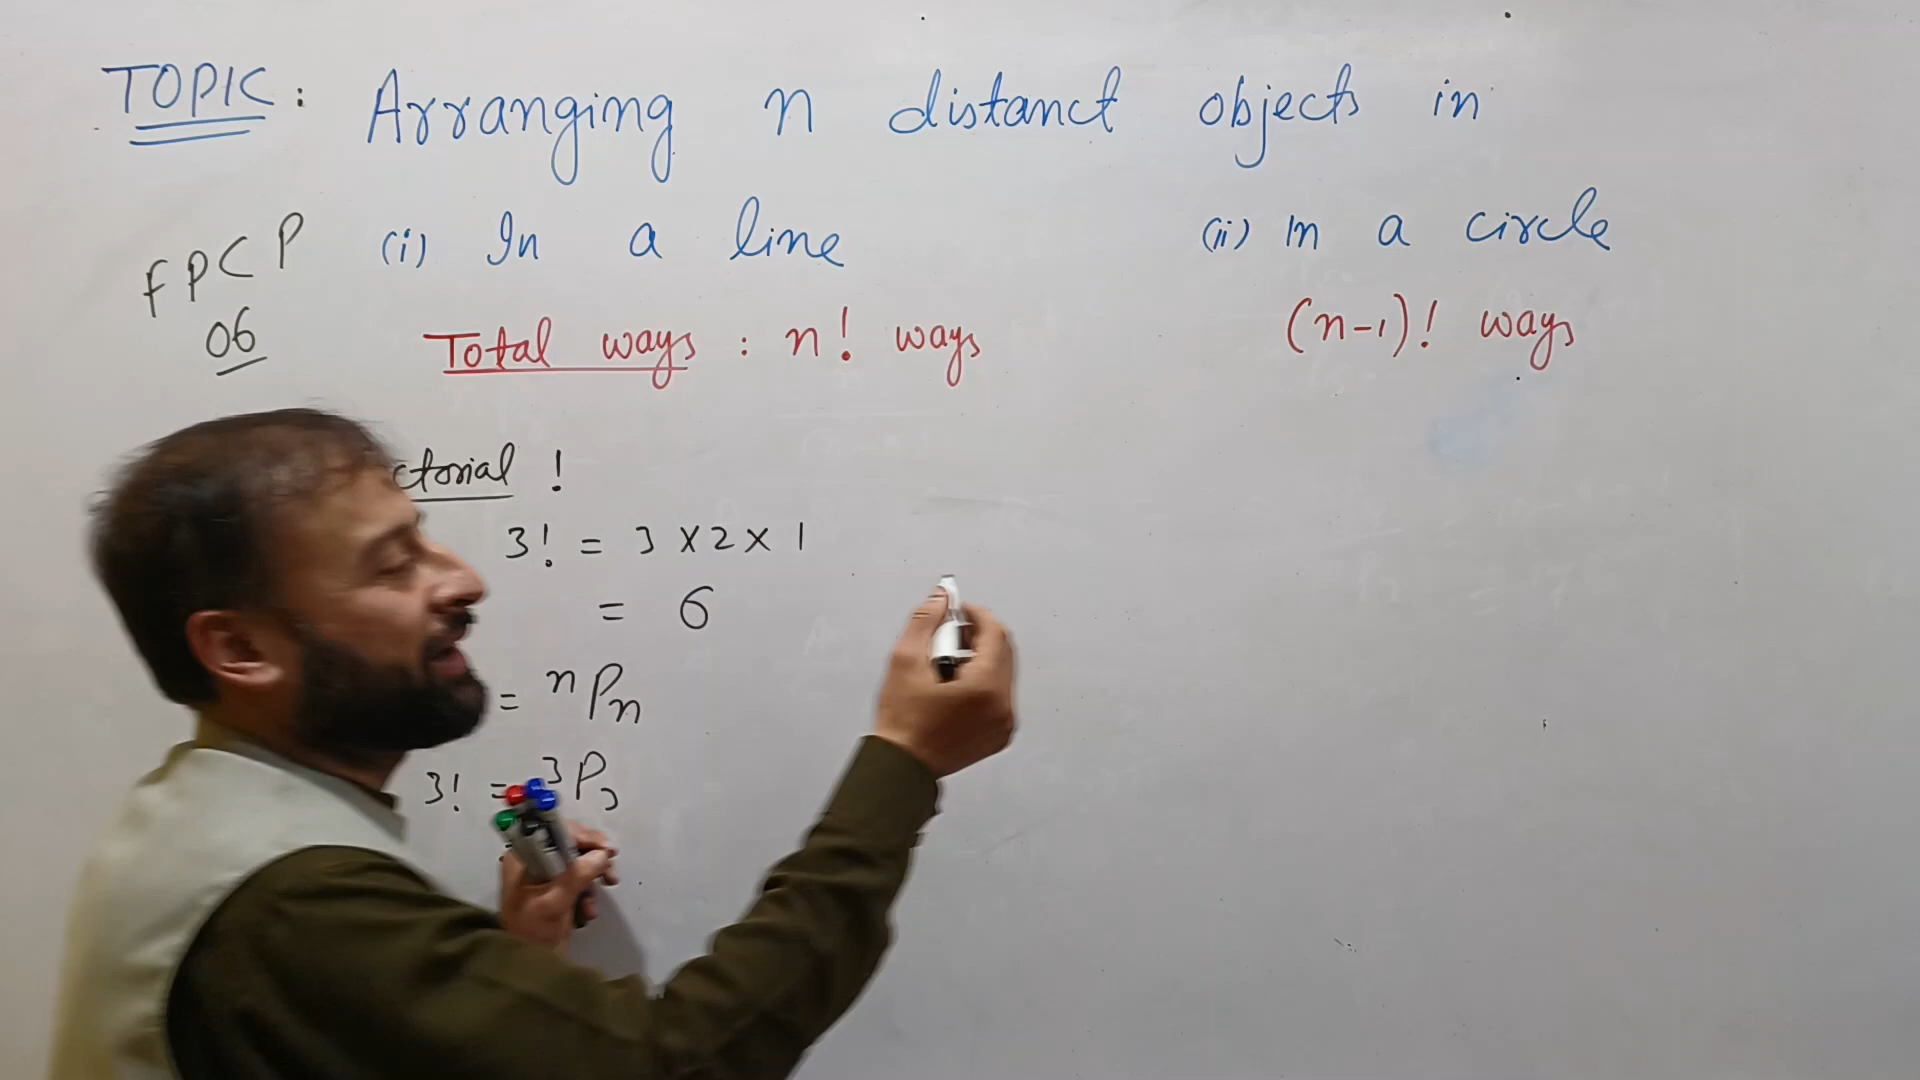 TOPIC: Arranging n distanct objects in
(i) In a line (ii) In a circle
FPCP
06
Total ways : n! ways (n-1)! ways
ctorial !
3! = 3 × 2 × 1
= 6
= ⁿPₙ
3! = ³P₃